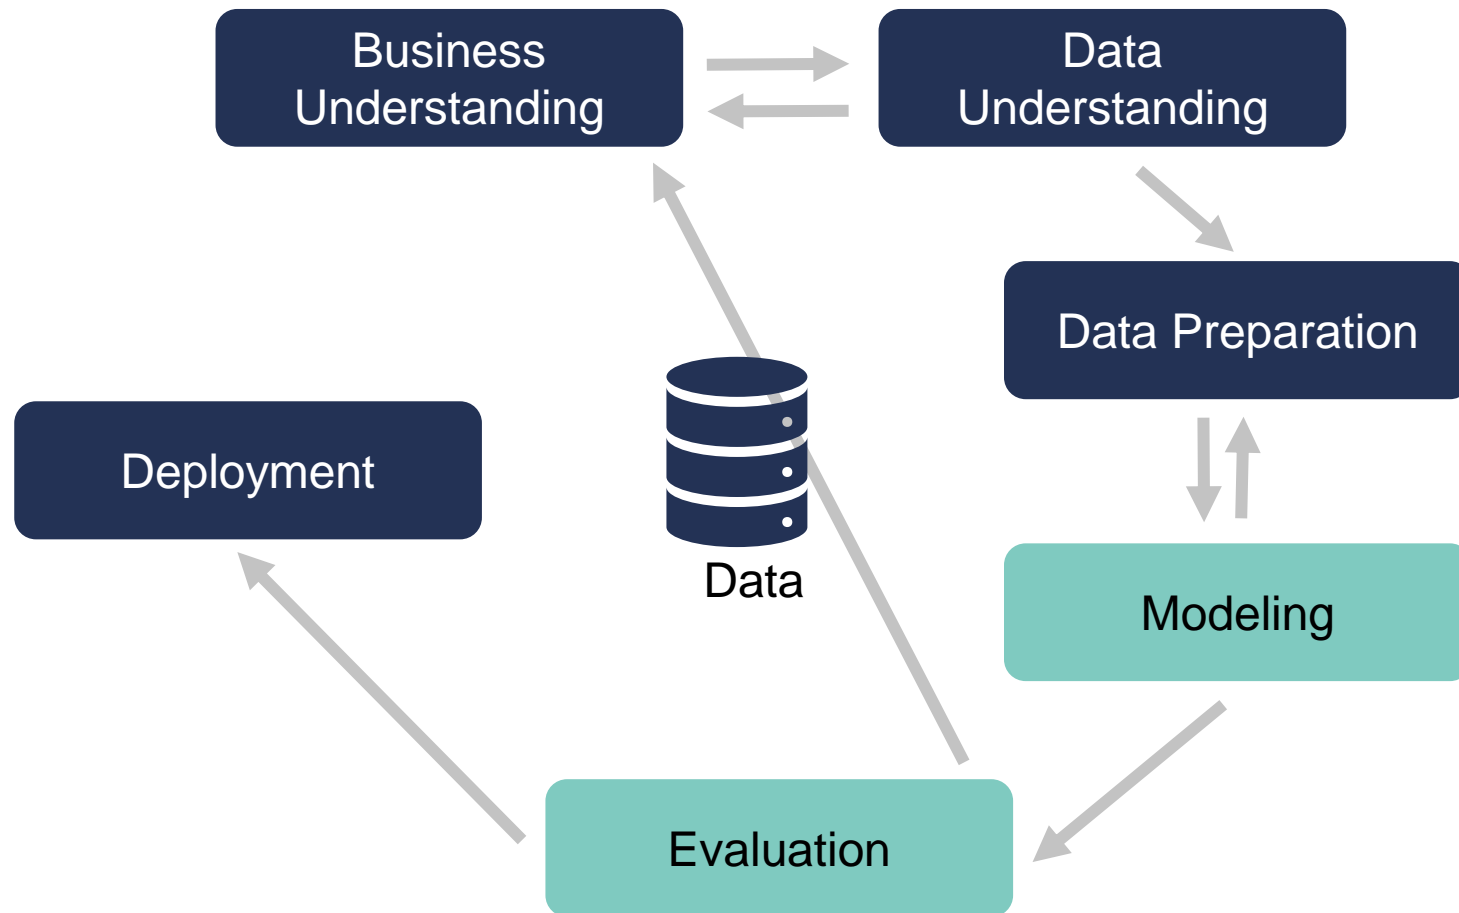 Business
Understanding
Data
Understanding
Data Preparation
Deployment
Data
Modeling
Evaluation